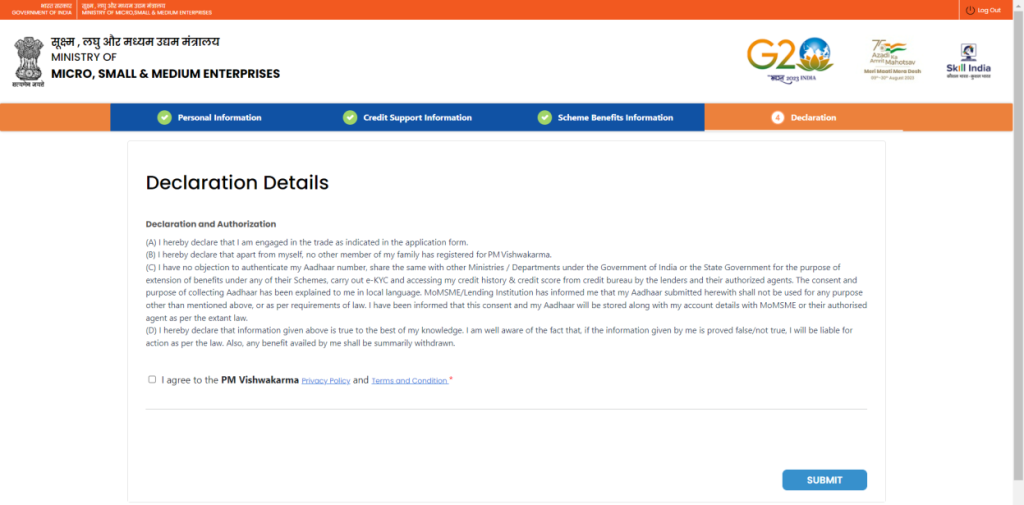 भारत सरकार
GOVERNMENT OF INDIA
सूक्ष्म , लघु और मध्यम उद्यम मंत्रालय
MINISTRY OF MICRO,SMALL & MEDIUM ENTERPRISES
Log Out
सत्यमेव जयते
सूक्ष्म , लघु और मध्यम उद्यम मंत्रालय
MINISTRY OF
MICRO, SMALL & MEDIUM ENTERPRISES
G20
भारत 2023 INDIA
Azadi Ka
Amrit Mahotsav
Meri Maati Mera Desh
09th-30th August 2023
Skill India
कौशल भारत-कुशल भारत
Personal Information
Credit Support Information
Scheme Benefits Information
4 Declaration
Declaration Details
Declaration and Authorization
(A) I hereby declare that I am engaged in the trade as indicated in the application form.
(B) I hereby declare that apart from myself, no other member of my family has registered for PM Vishwakarma.
(C) I have no objection to authenticate my Aadhaar number, share the same with other Ministries / Departments under the Government of India or the State Government for the purpose of
extension of benefits under any of their Schemes, carry out e-KYC and accessing my credit history & credit score from credit bureau by the lenders and their authorized agents. The consent and
purpose of collecting Aadhaar has been explained to me in local language. MoMSME/Lending Institution has informed me that my Aadhaar submitted herewith shall not be used for any purpose
other than mentioned above, or as per requirements of law. I have been informed that this consent and my Aadhaar will be stored along with my account details with MoMSME or their authorised
agent as per the extant law.
(D) I hereby declare that information given above is true to the best of my knowledge. I am well aware of the fact that, if the information given by me is proved false/not true, I will be liable for
action as per the law. Also, any benefit availed by me shall be summarily withdrawn.
I agree to the PM Vishwakarma Privacy Policy and Terms and Condition *
SUBMIT